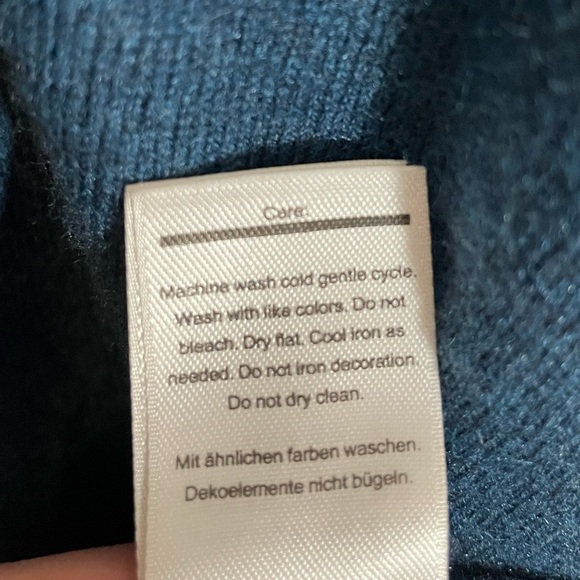 Care:
Machine wash cold gentle cycle.
Wash with like colors. Do not
bleach. Dry flat. Cool iron as
needed. Do not iron decoration.
Do not dry clean.
Mit ähnlichen farben waschen.
Dekoelemente nicht bügeln.